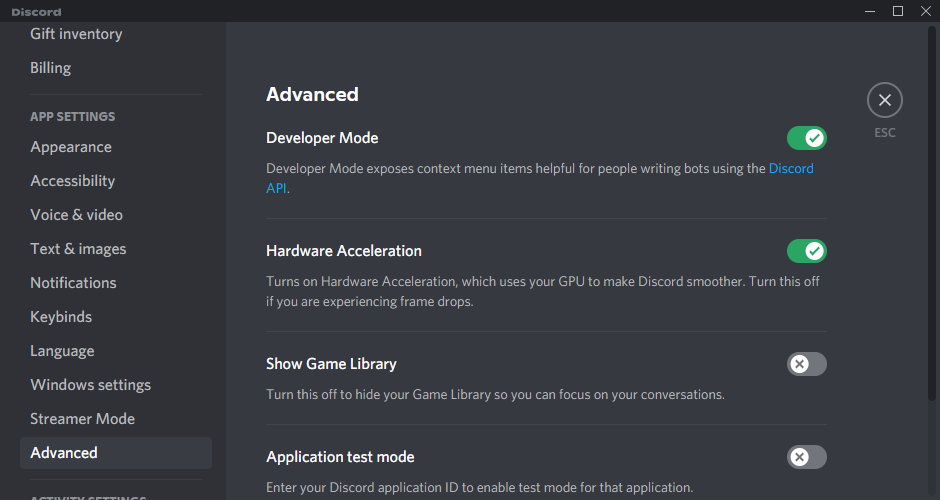 Discord
Gift inventory
Billing
APP SETTINGS
Appearance
Accessibility
Voice & video
Text & images
Notifications
Keybinds
Language
Windows settings
Streamer Mode
Advanced
ACTIVITY SETTINGS
Advanced
ESC
Developer Mode
Developer Mode exposes context menu items helpful for people writing bots using the Discord
API.
Hardware Acceleration
Turns on Hardware Acceleration, which uses your GPU to make Discord smoother. Turn this off
if you are experiencing frame drops.
Show Game Library
Turn this off to hide your Game Library so you can focus on your conversations.
Application test mode
Enter your Discord application ID to enable test mode for that application.